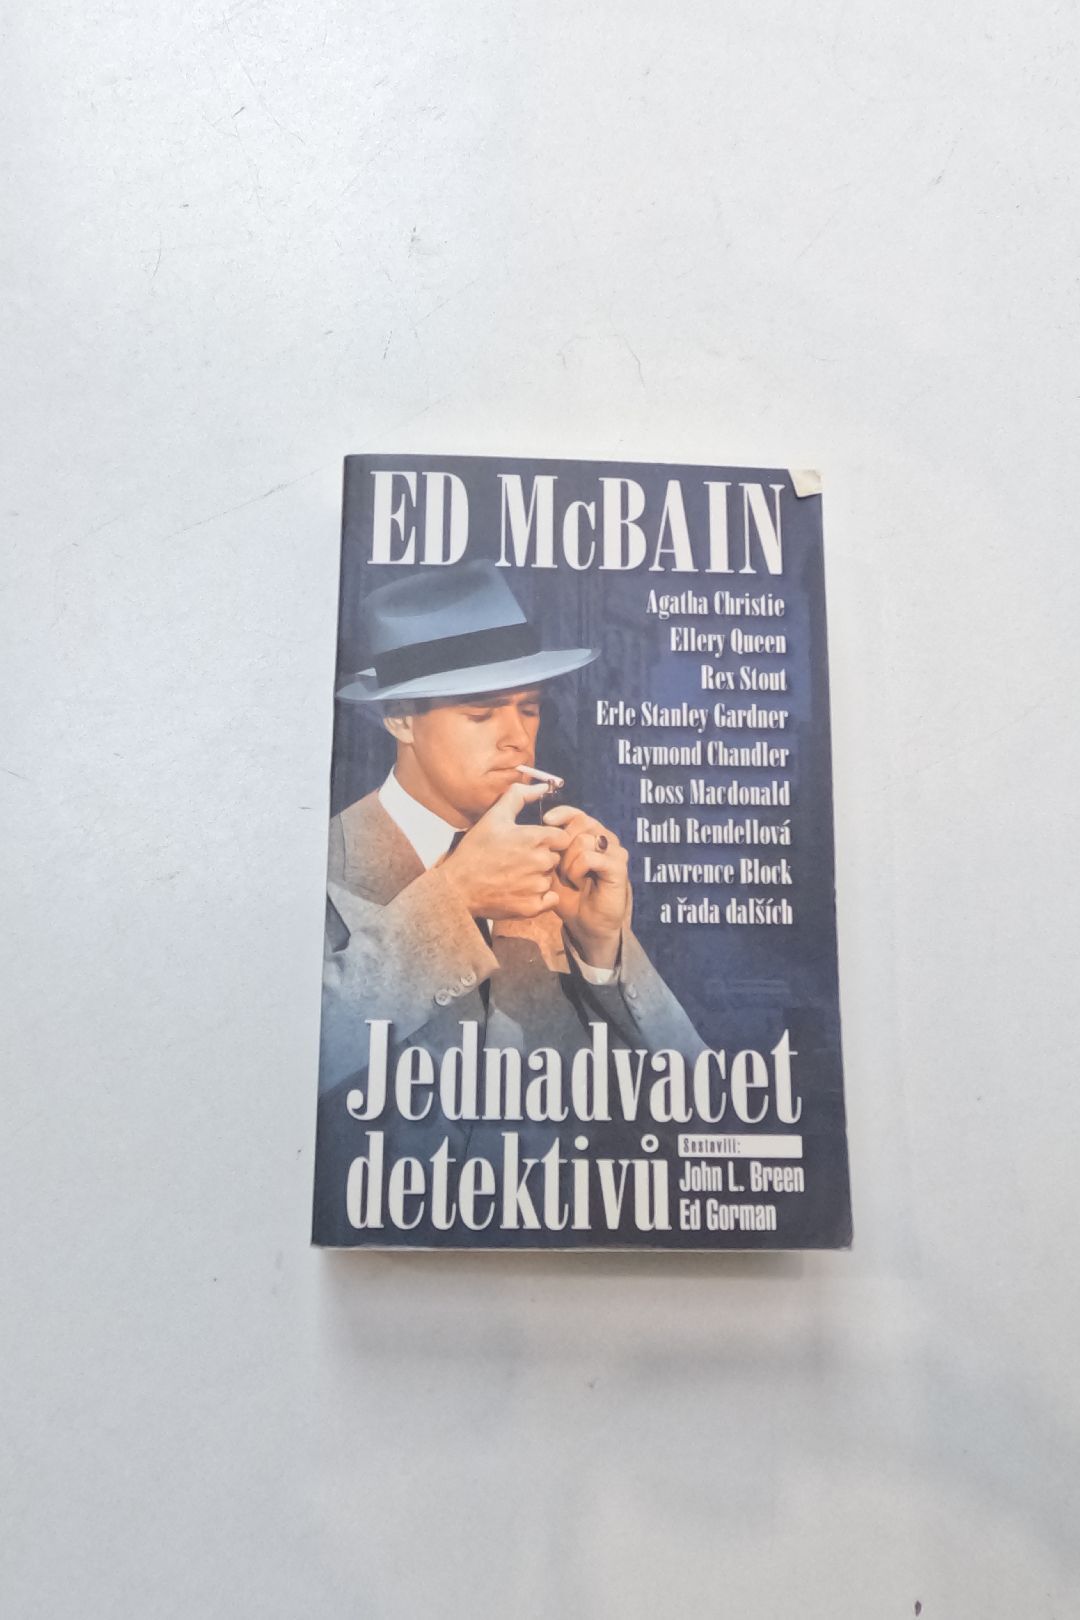 ED McBAIN
Agatha Christie
Ellery Queen
Rex Stout
Erle Stanley Gardner
Raymond Chandler
Ross Macdonald
Ruth Rendellová
Lawrence Block
a řada dalších
Jednadvacet
detektivů
Sestavili:
John L. Breen
Ed Gorman